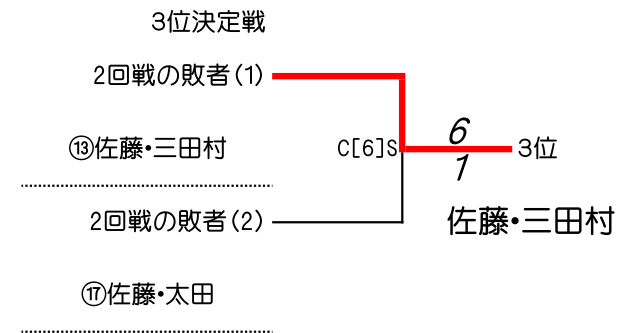 3位決定戦
2回戦の敗者(1)
⑬佐藤・三田村
C[6]S
6
1
3位
2回戦の敗者(2)
佐藤・三田村
⑰佐藤・太田